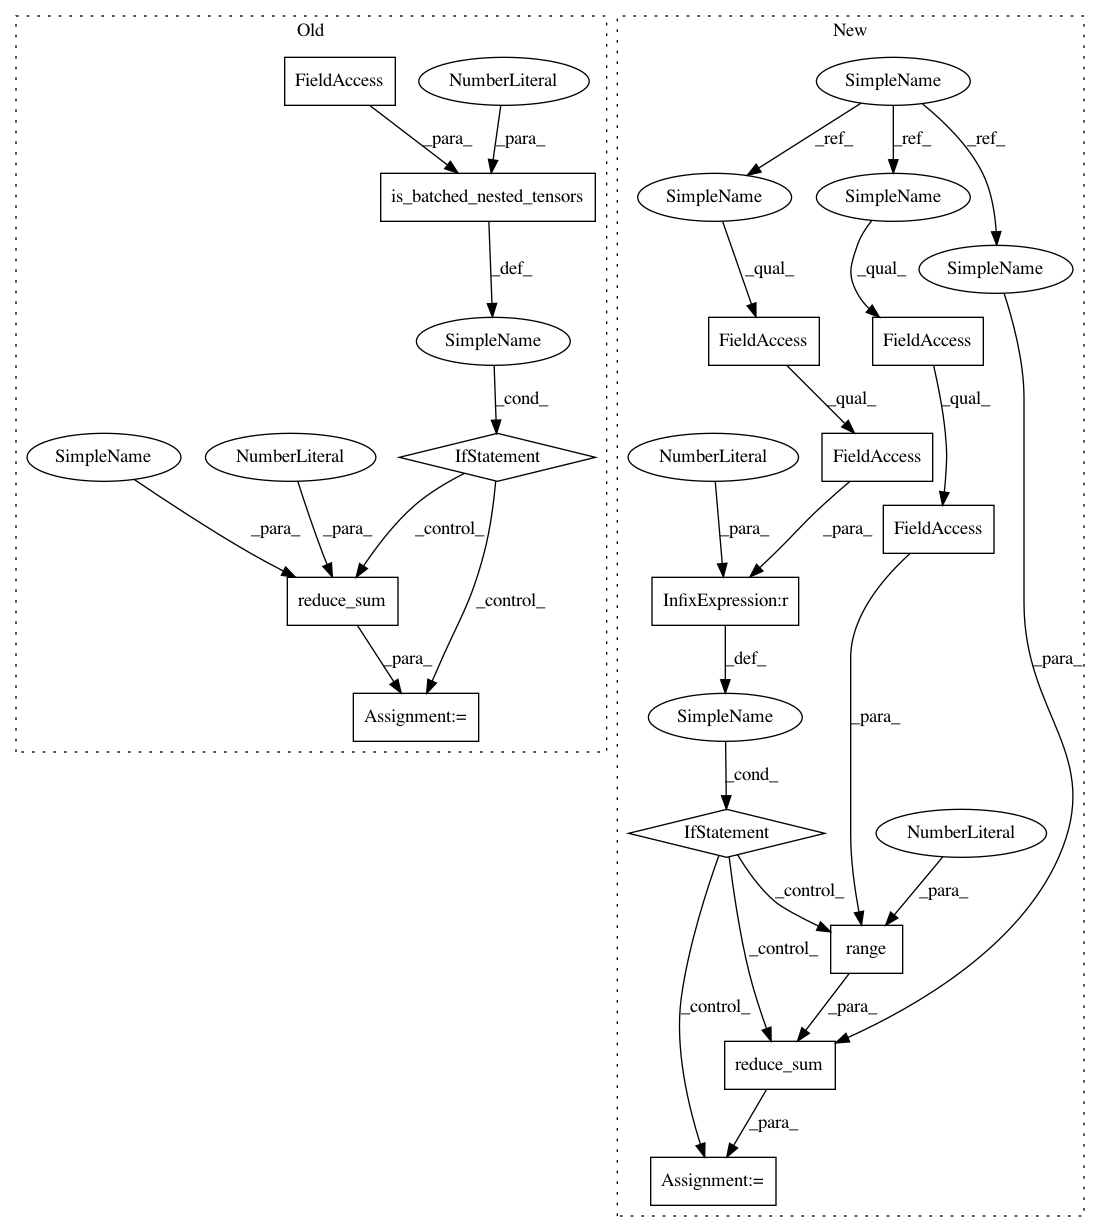 Old
FieldAccess
NumberLiteral
_para_
_para_
is_batched_nested_tensors
_def_
SimpleName
_cond_
SimpleName
NumberLiteral
IfStatement
_para_
_para_
_control_
reduce_sum
_control_
_para_
Assignment:=
New
SimpleName
_ref_
_ref_
_ref_
SimpleName
SimpleName
SimpleName
_qual_
_qual_
FieldAccess
FieldAccess
_qual_
_qual_
NumberLiteral
FieldAccess
FieldAccess
_para_
_para_
InfixExpression:r
_def_
_para_
SimpleName
_para_
_cond_
IfStatement
NumberLiteral
_control_
_para_
range
_control_
_control_
_para_
reduce_sum
_para_
Assignment:=